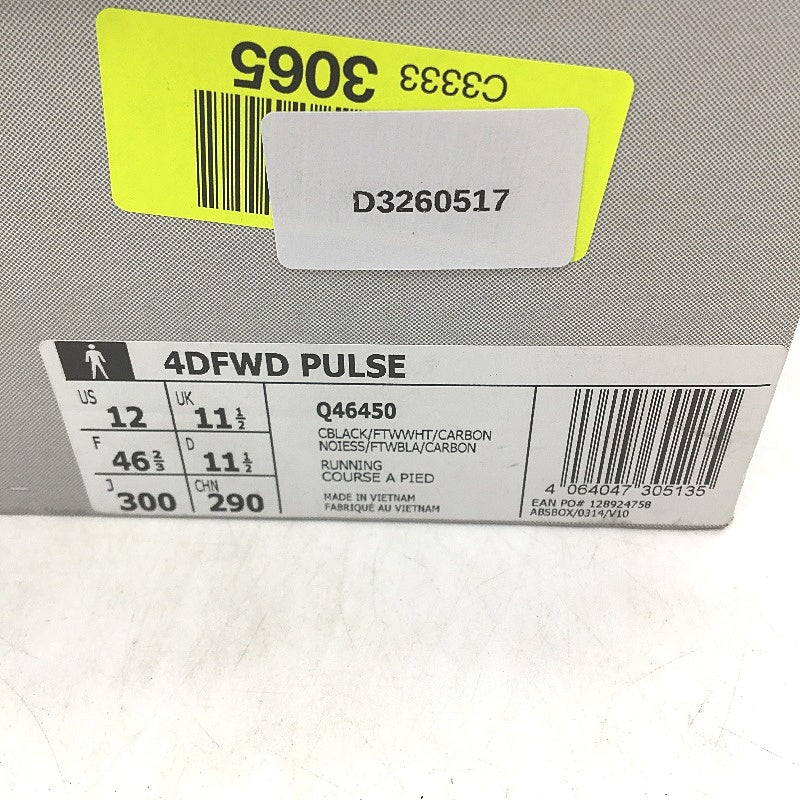 C3333 3065
D3260517
4DFWD PULSE
US 12 UK 11½
F 46⅔ D 11½
J 300 CHN 290
Q46450
CBLACK/FTWWHT/CARBON
NOIESS/FTWBLA/CARBON
RUNNING
COURSE A PIED
MADE IN VIETNAM
FABRIQUÉ AU VIETNAM
4 064047 305135
EAN PO# 128924758
ABSBOX/0314/V10